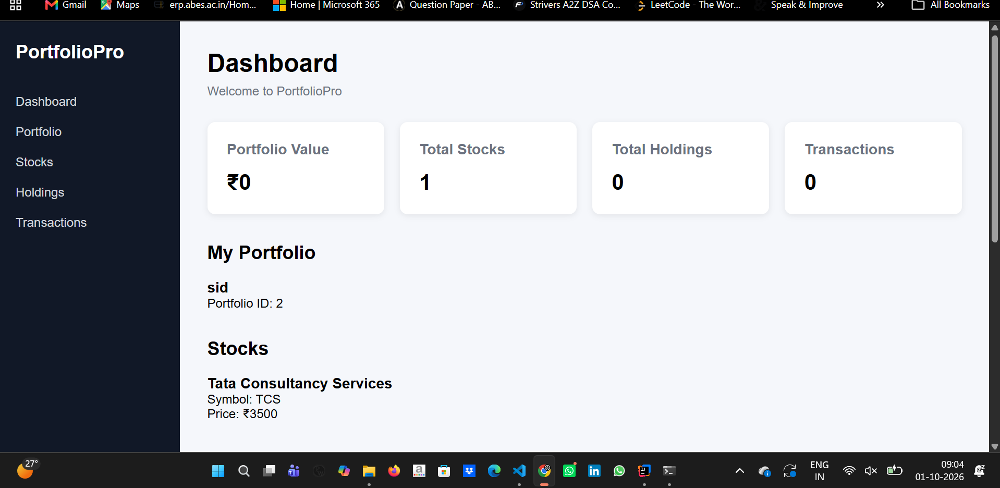 Gmail
Maps
erp.abes.ac.in/Hom...
Home | Microsoft 365
Question Paper - AB...
Strivers A2Z DSA Co...
LeetCode - The Wor...
Speak & Improve
»
All Bookmarks
PortfolioPro
Dashboard
Portfolio
Stocks
Holdings
Transactions
Dashboard
Welcome to PortfolioPro
Portfolio Value
₹0
Total Stocks
1
Total Holdings
0
Transactions
0
My Portfolio
sid
Portfolio ID: 2
Stocks
Tata Consultancy Services
Symbol: TCS
Price: ₹3500
27°
ENG
IN
09:04
01-10-2026